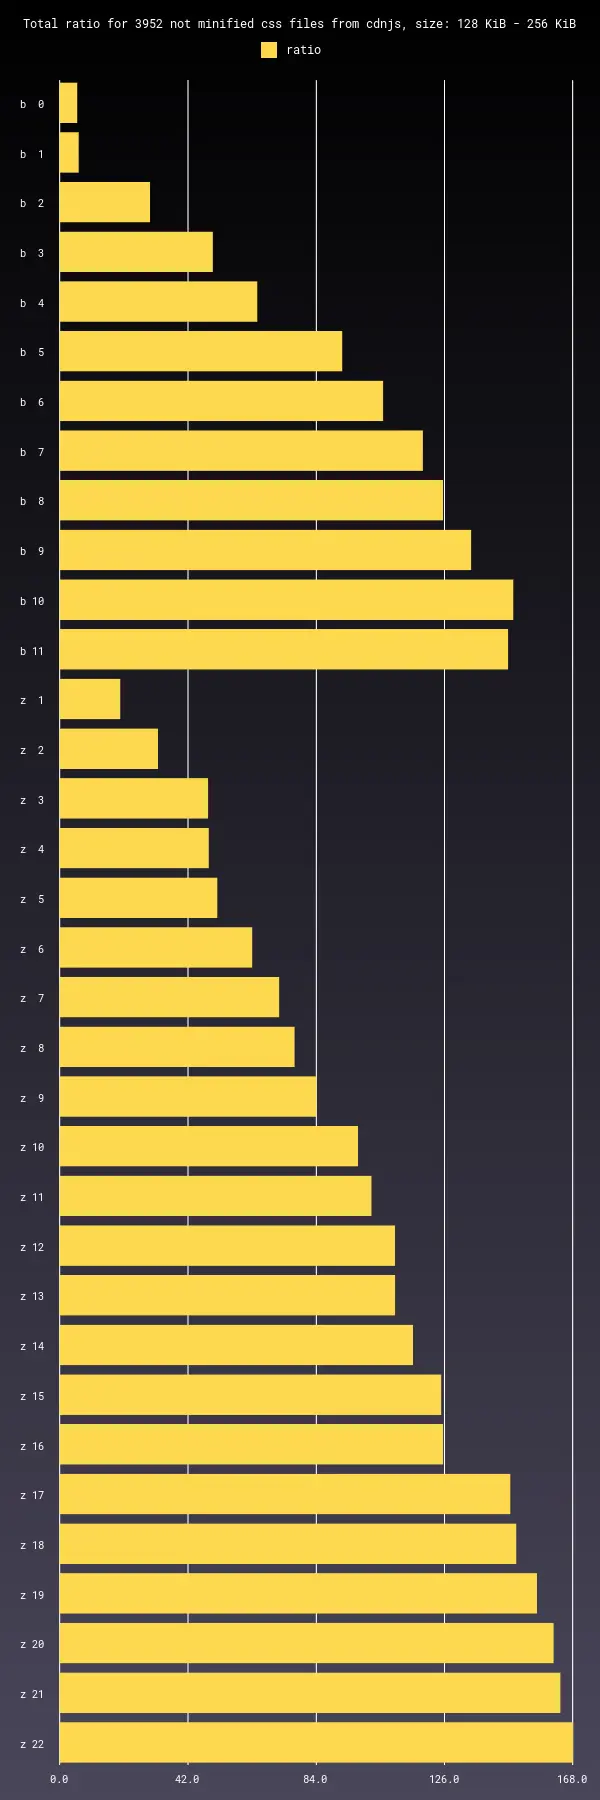 Total ratio for 3952 not minified css files from cdnjs, size: 128 KiB - 256 KiB
ratio
b 0
b 1
b 2
b 3
b 4
b 5
b 6
b 7
b 8
b 9
b 10
b 11
z 1
z 2
z 3
z 4
z 5
z 6
z 7
z 8
z 9
z 10
z 11
z 12
z 13
z 14
z 15
z 16
z 17
z 18
z 19
z 20
z 21
z 22
0.0 42.0 84.0 126.0 168.0